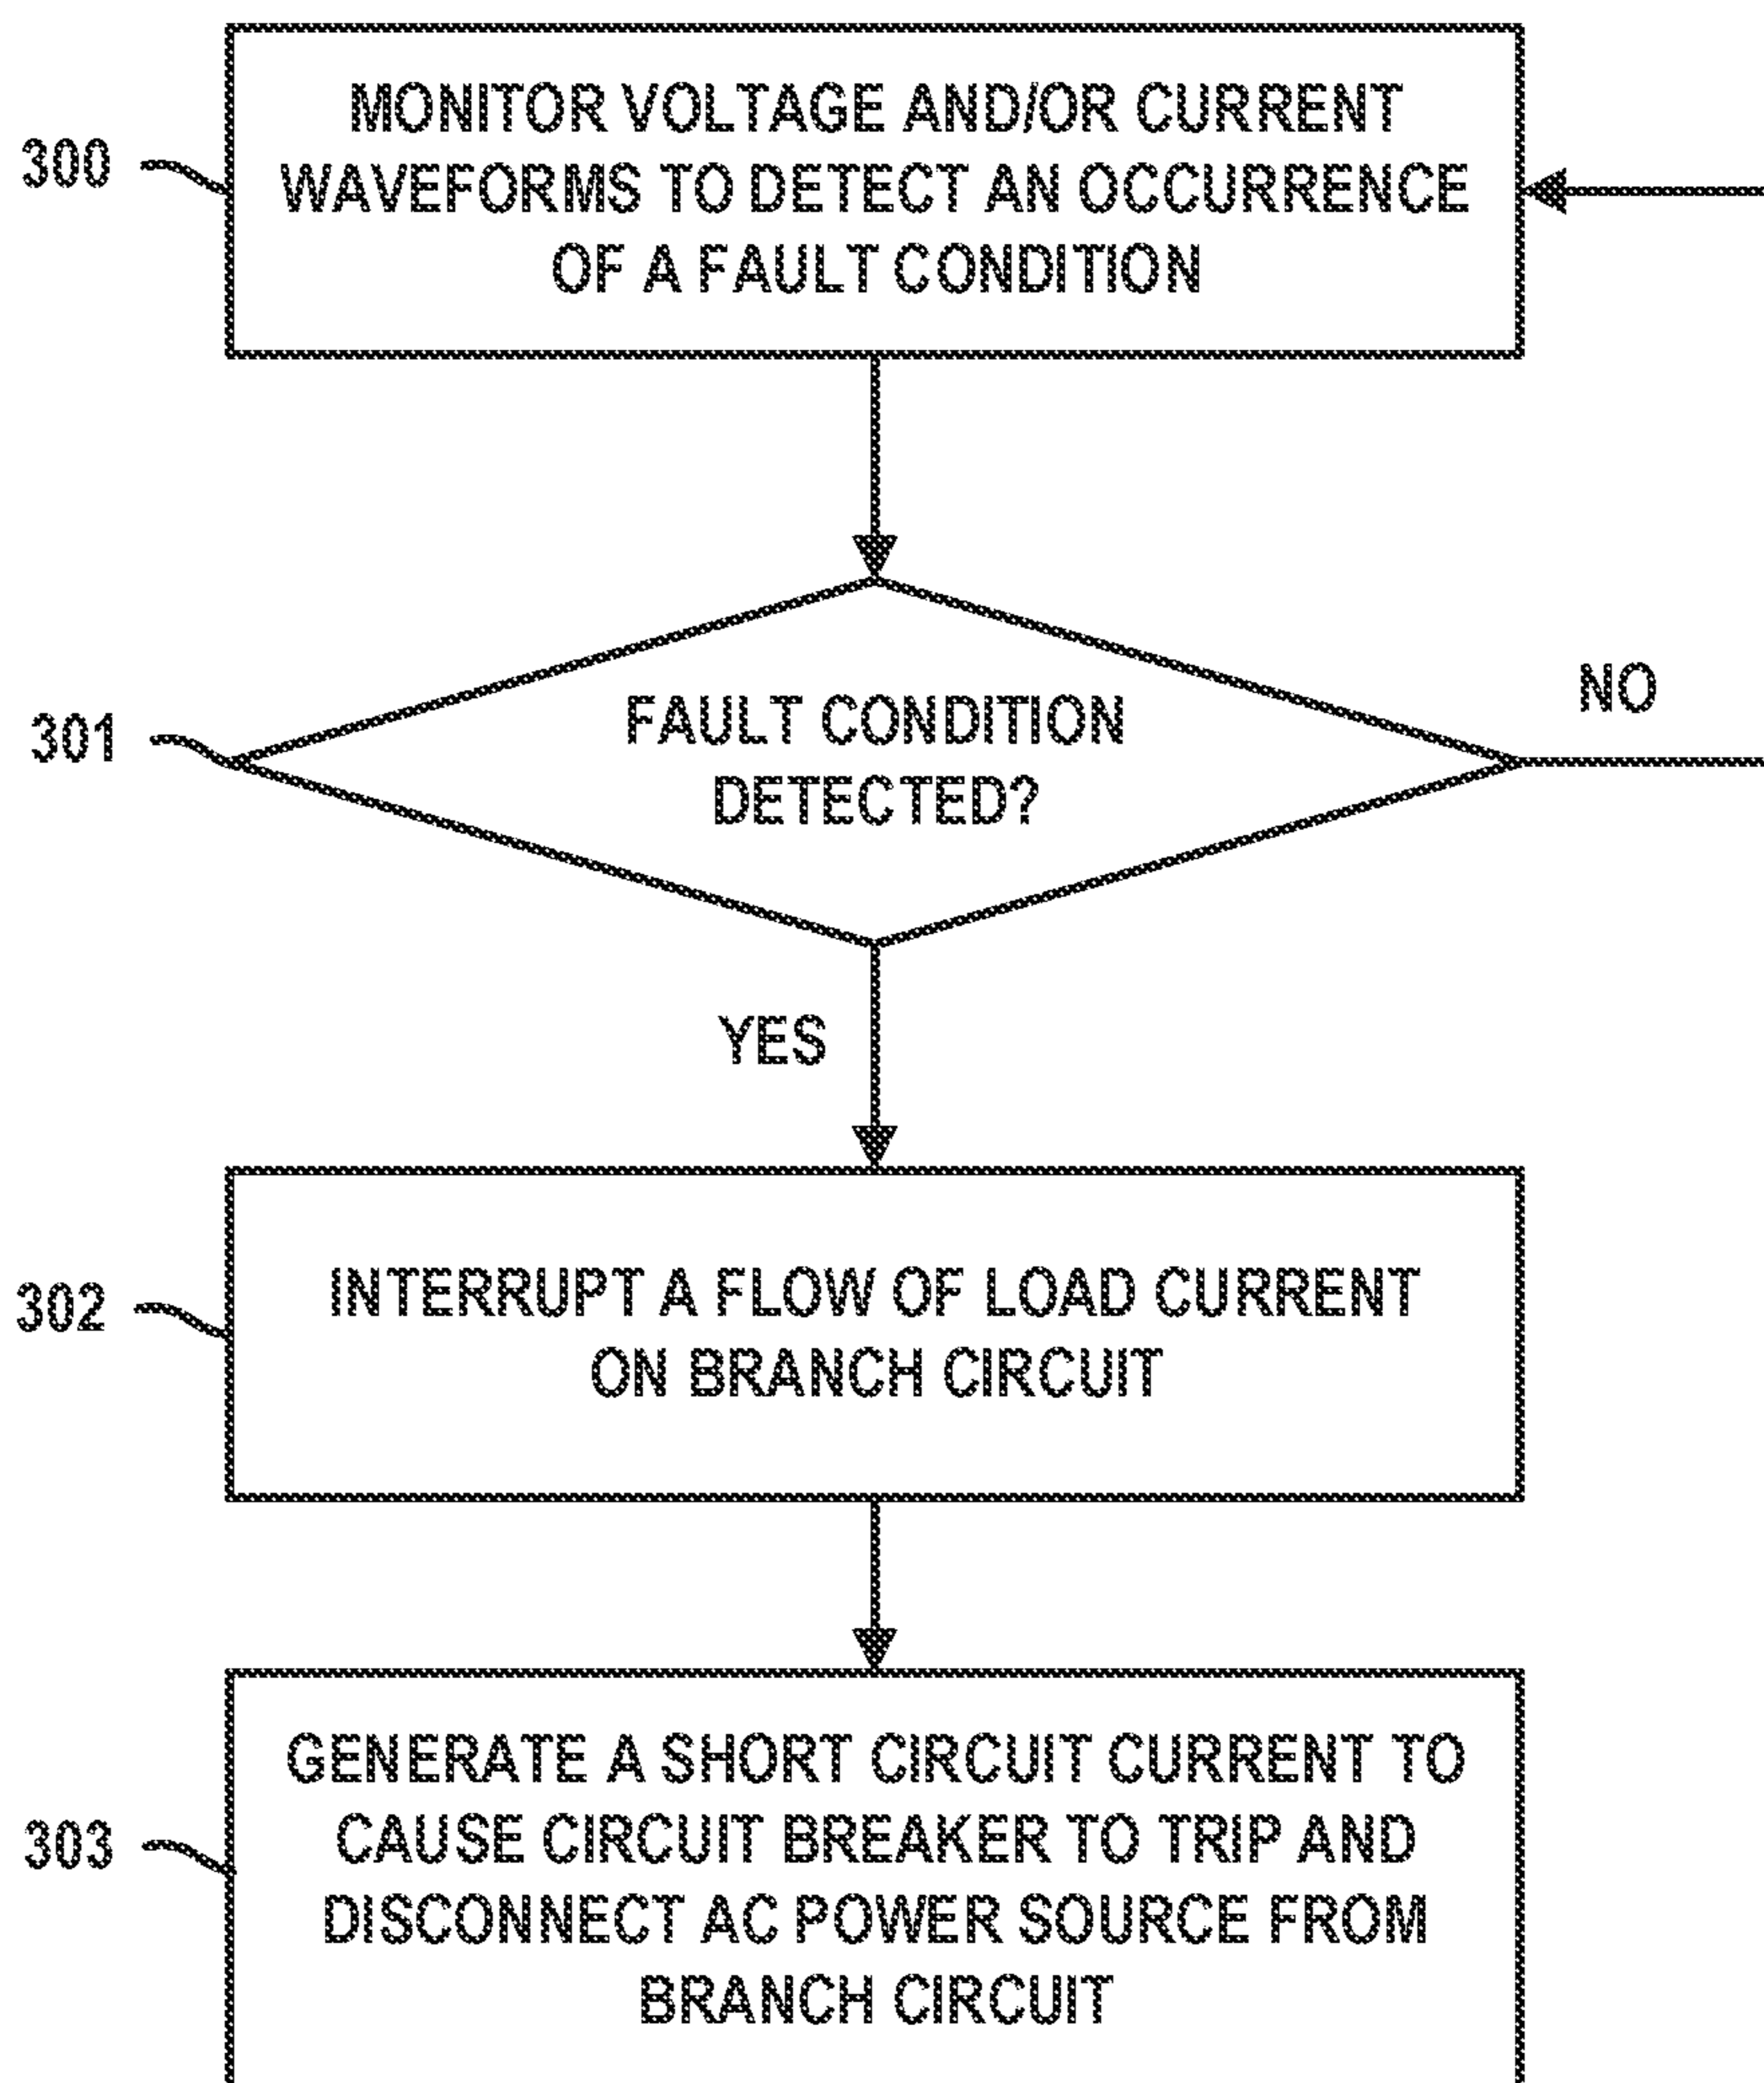 300
MONITOR VOLTAGE AND/OR CURRENT
WAVEFORMS TO DETECT AN OCCURRENCE
OF A FAULT CONDITION
301
FAULT CONDITION
DETECTED?
NO
YES
302
INTERRUPT A FLOW OF LOAD CURRENT
ON BRANCH CIRCUIT
303
GENERATE A SHORT CIRCUIT CURRENT TO
CAUSE CIRCUIT BREAKER TO TRIP AND
DISCONNECT AC POWER SOURCE FROM
BRANCH CIRCUIT